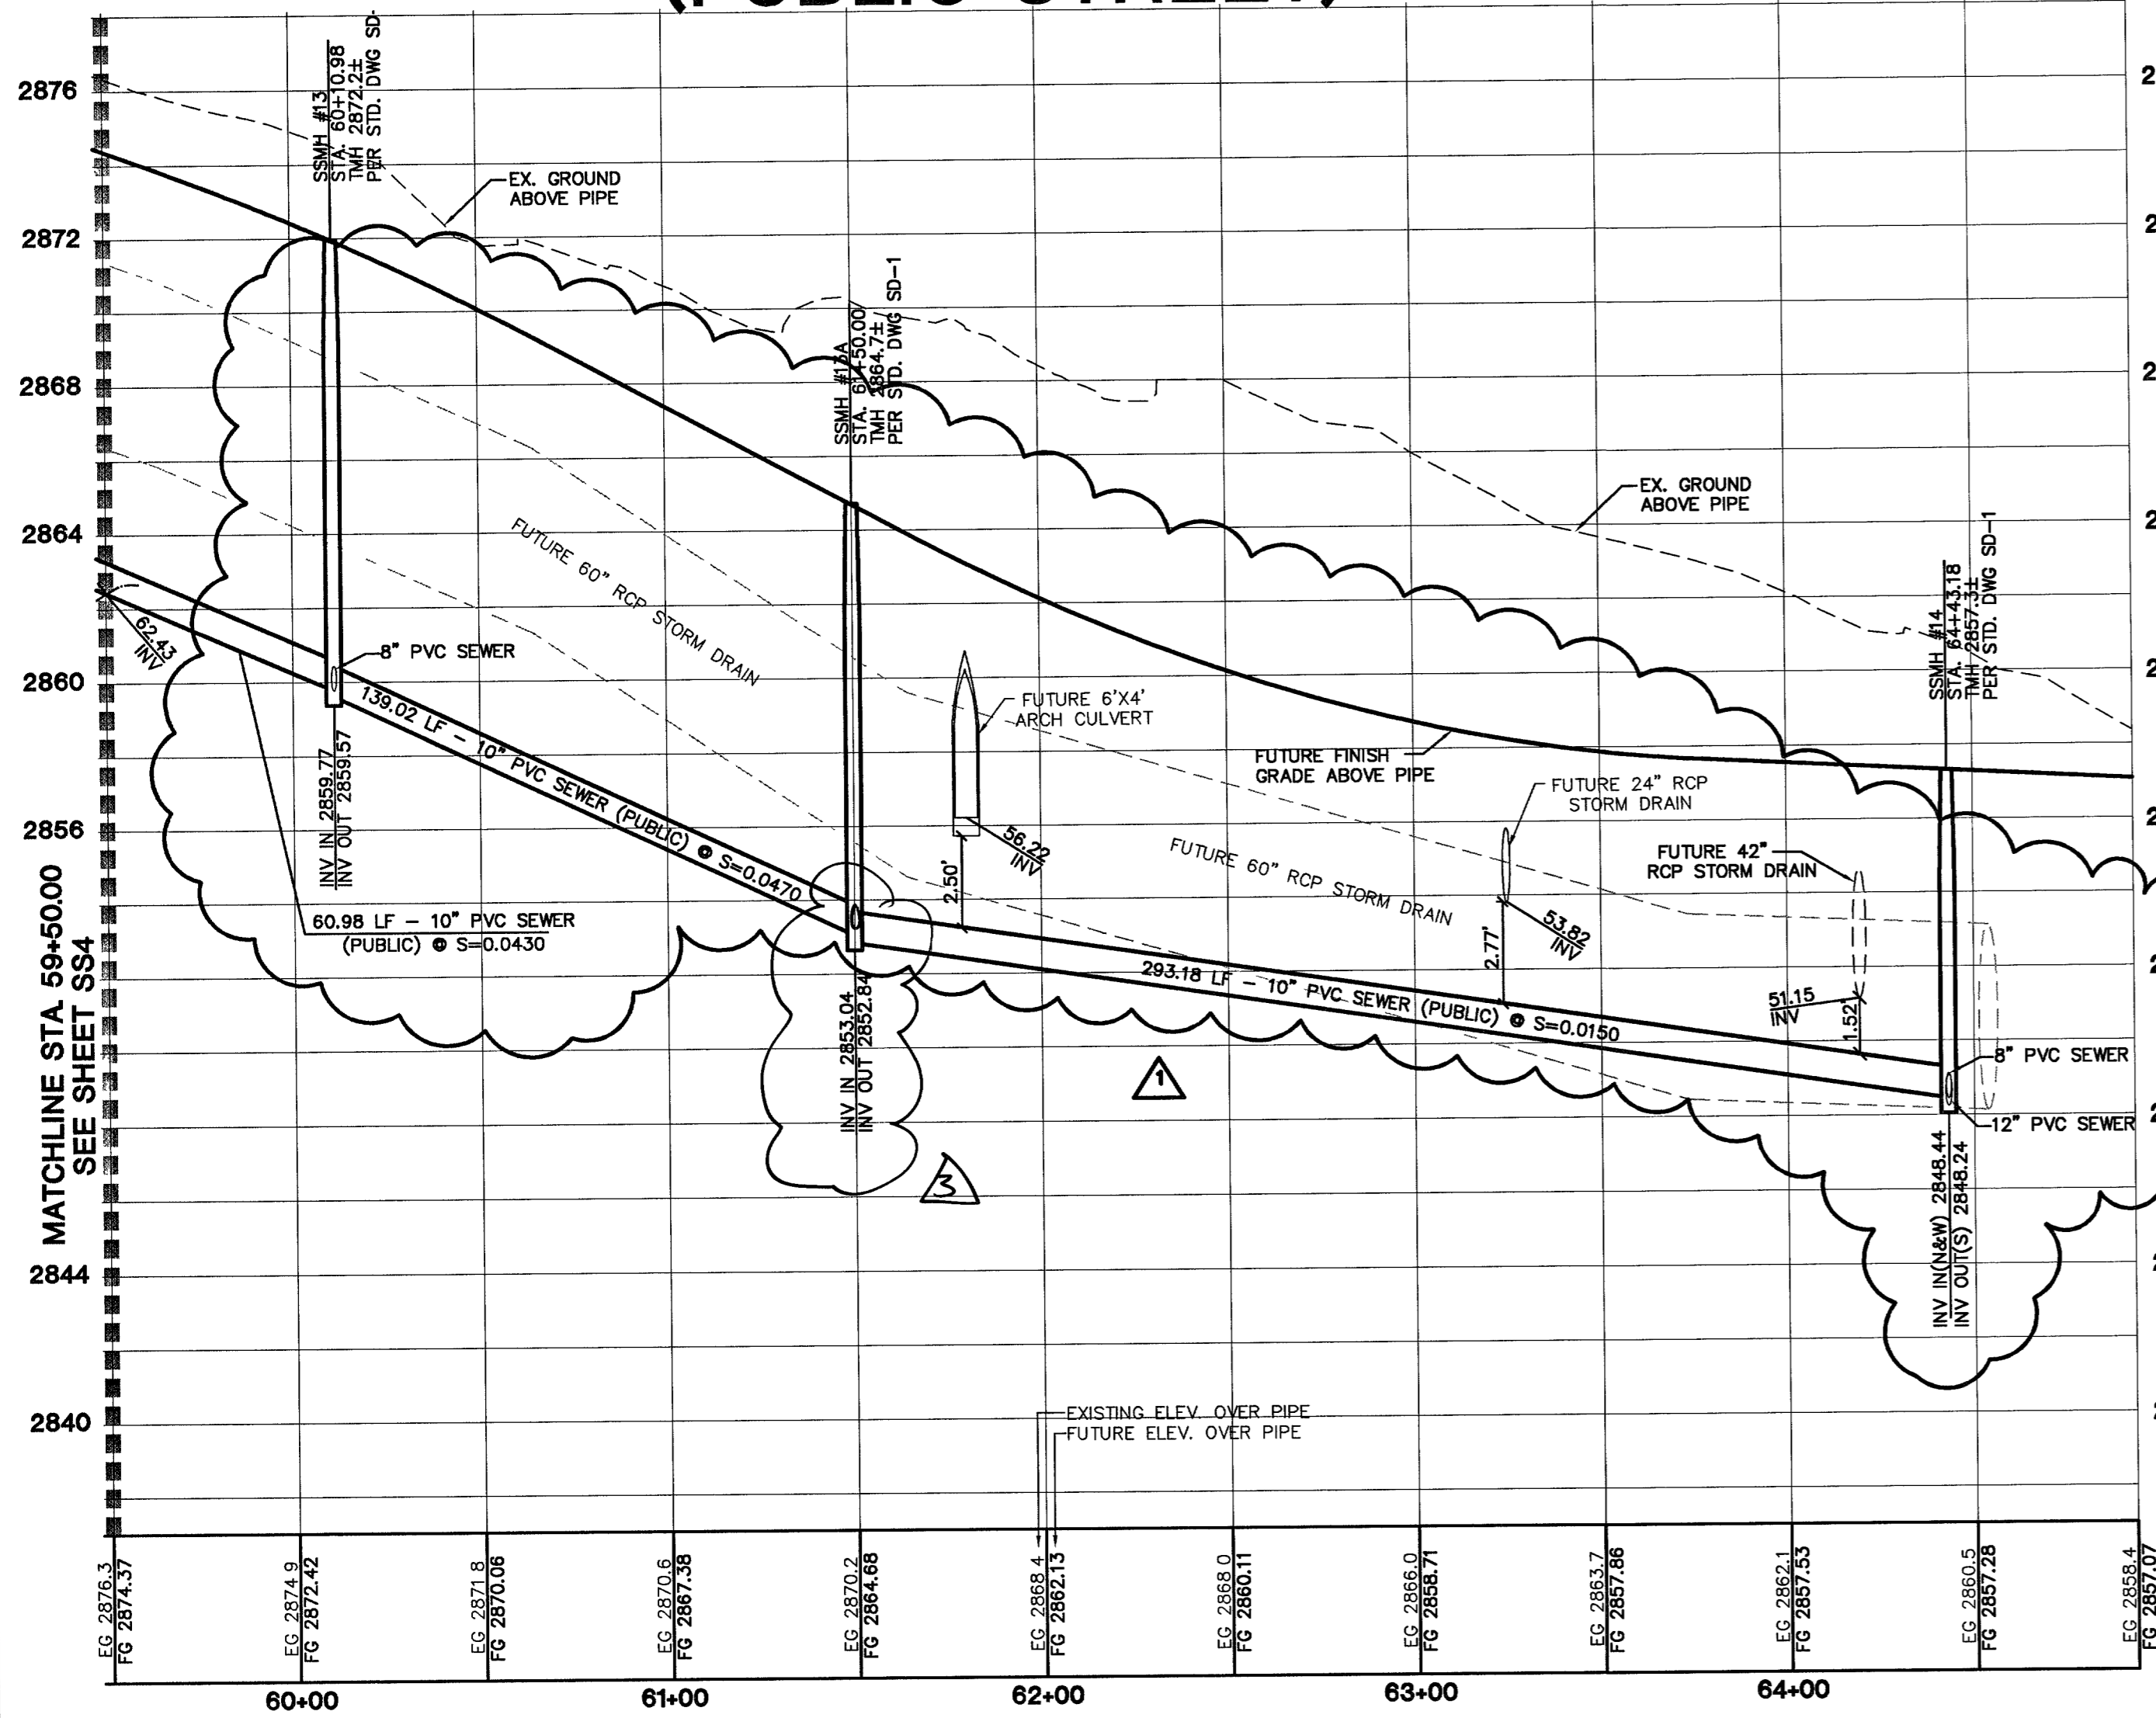 (PUBLIC STREET)
2876
2872
2868
2864
2860
2856
2844
2840
MATCHLINE STA 59+50.00
SEE SHEET SS4
SSMH #13
STA. 60+10.98
TMH 2872.2±
PER STD. DWG SD-
EX. GROUND
ABOVE PIPE
SSMH #13A
STA. 61+50.00
TMH 2864.7±
PER STD. DWG SD-1
EX. GROUND
ABOVE PIPE
SSMH #14
STA. 64+43.18
TMH 2857.3±
PER STD. DWG SD-1
62.43
INV
8" PVC SEWER
FUTURE 60" RCP STORM DRAIN
139.02 LF - 10" PVC SEWER (PUBLIC) @ S=0.0470
INV IN 2859.77
INV OUT 2859.57
60.98 LF - 10" PVC SEWER
(PUBLIC) @ S=0.0430
FUTURE 6'X4'
ARCH CULVERT
56.22
INV
2.50'
FUTURE FINISH
GRADE ABOVE PIPE
FUTURE 24" RCP
STORM DRAIN
FUTURE 60" RCP STORM DRAIN
53.82
INV
2.77'
FUTURE 42"
RCP STORM DRAIN
51.15
INV
1.52'
293.18 LF - 10" PVC SEWER (PUBLIC) @ S=0.0150
8" PVC SEWER
12" PVC SEWER
INV IN 2853.04
INV OUT 2852.84
1
3
INV IN(N&W) 2848.44
INV OUT(S) 2848.24
EXISTING ELEV. OVER PIPE
FUTURE ELEV. OVER PIPE
EG 2876.3
FG 2874.37
EG 2874.9
FG 2872.42
EG 2871.8
FG 2870.06
EG 2870.6
FG 2867.38
EG 2870.2
FG 2864.68
EG 2868.4
FG 2862.13
EG 2868.0
FG 2860.11
EG 2866.0
FG 2858.71
EG 2863.7
FG 2857.86
EG 2862.1
FG 2857.53
EG 2860.5
FG 2857.28
EG 2858.4
FG 2857.07
60+00
61+00
62+00
63+00
64+00